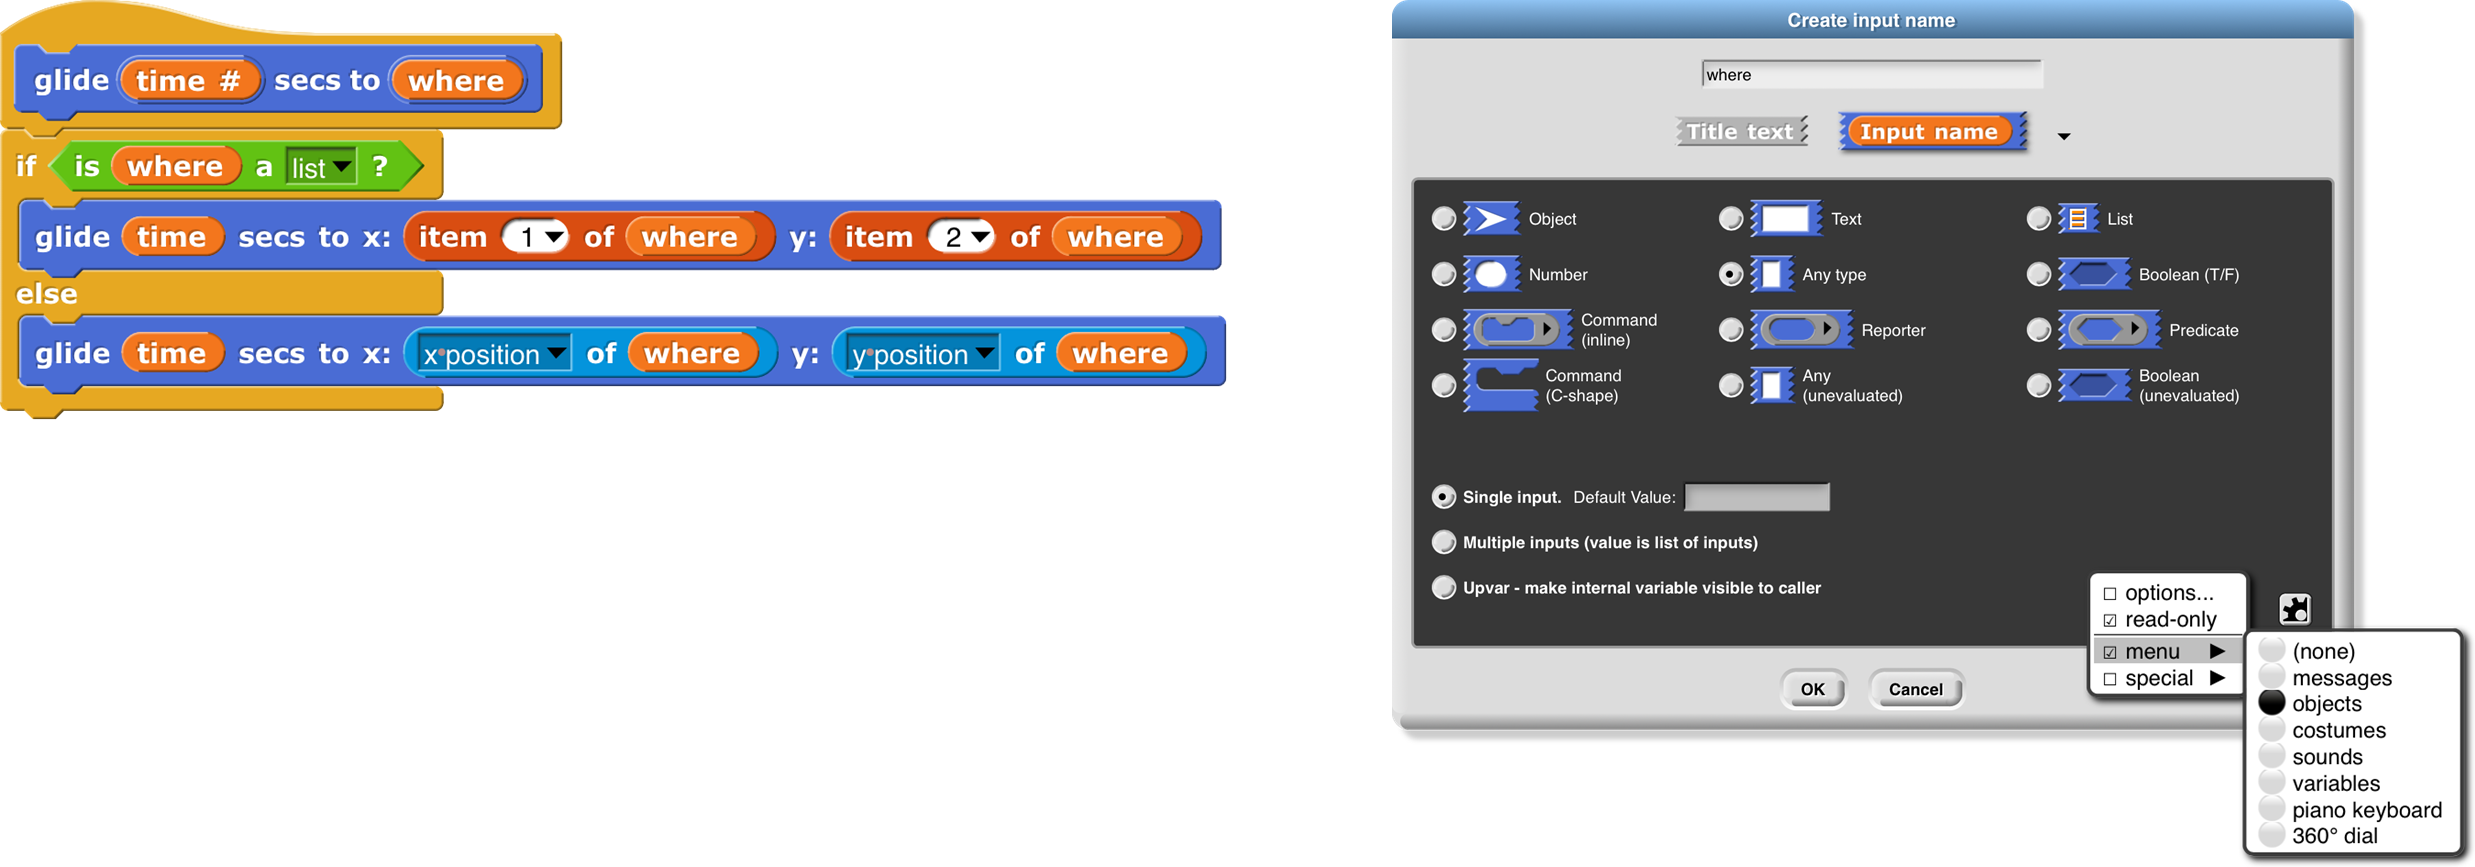 glide time # secs to where
if is where a list ?
glide time secs to x: item 1 of where y: item 2 of where
else
glide time secs to x: x position of where y: y position of where
Create input name
where
Title text Input name
Object Text List
Number Any type Boolean (T/F)
Command
(inline)
Reporter
Predicate
Command
(C-shape)
Any
(unevaluated)
Boolean
(unevaluated)
Single input. Default Value:
Multiple inputs (value is list of inputs)
Upvar - make internal variable visible to caller
options...
read-only
menu
special
OK Cancel
(none)
messages
objects
costumes
sounds
variables
piano keyboard
360° dial